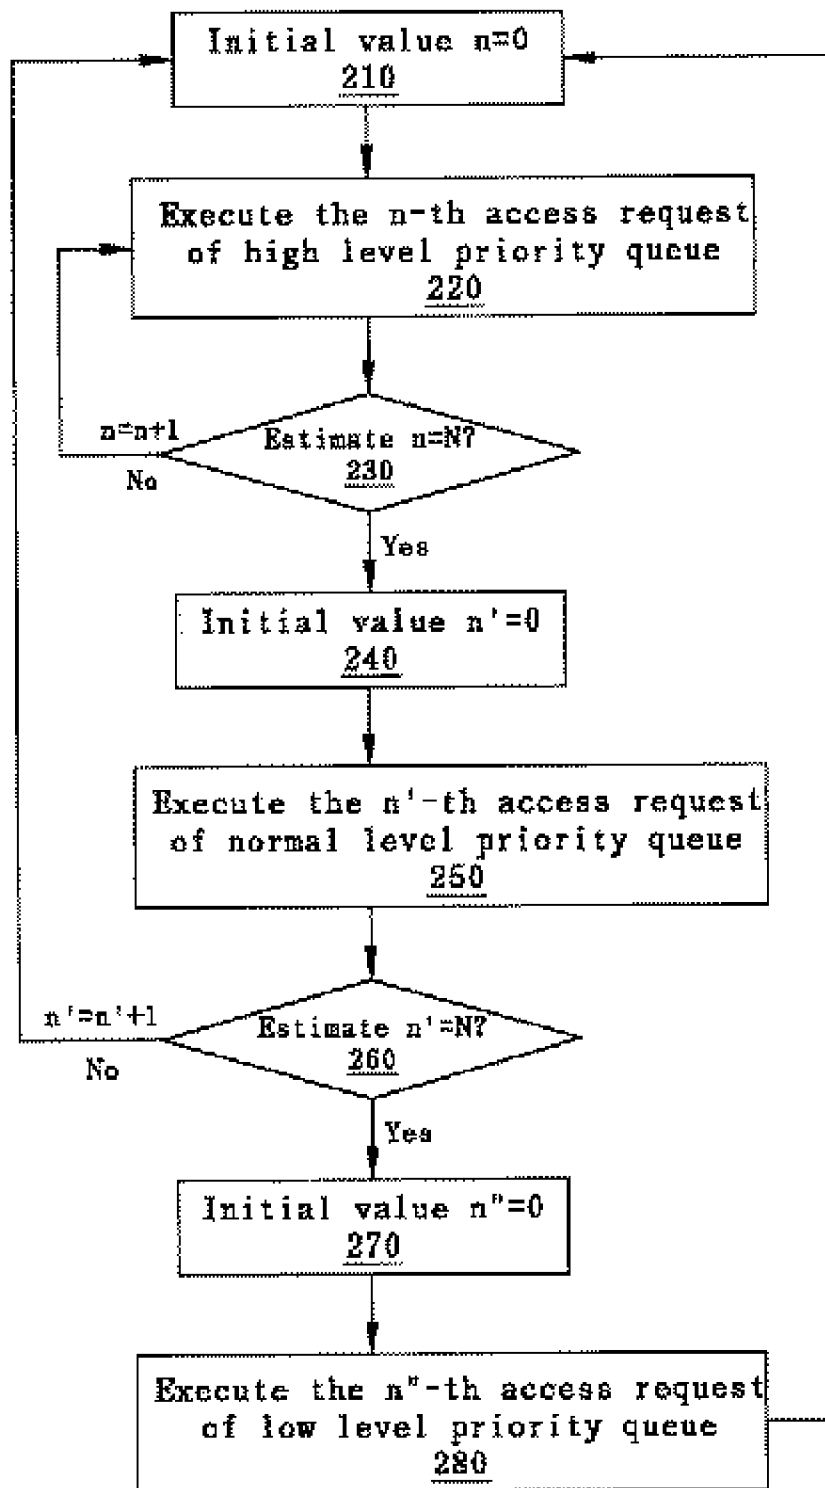 Initial value n=0
210
Execute the n-th access request
of high level priority queue
220
n=n+1
No
Estimate n=N?
230
Yes
Initial value n'=0
240
Execute the n'-th access request
of normal level priority queue
250
n'=n'+1
No
Estimate n'=N?
260
Yes
Initial value n"=0
270
Execute the n"-th access request
of low level priority queue
280